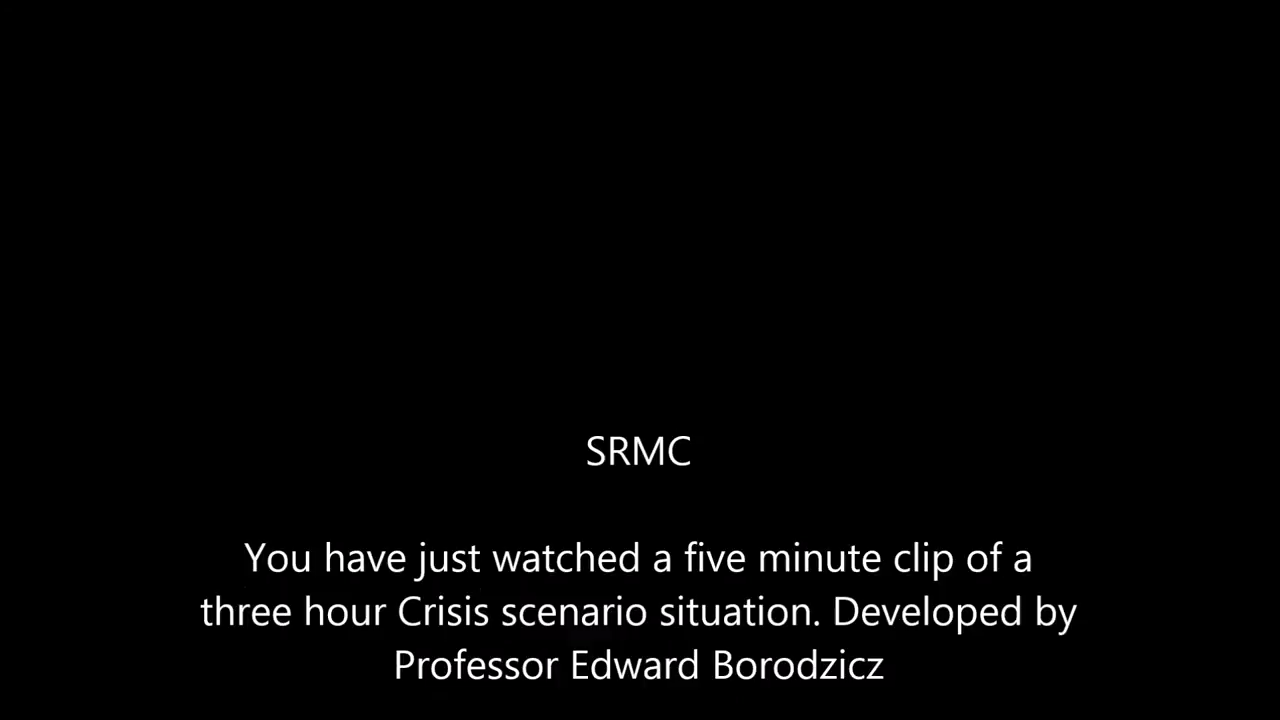 SRMC
You have just watched a five minute clip of a
three hour Crisis scenario situation. Developed by
Professor Edward Borodzicz